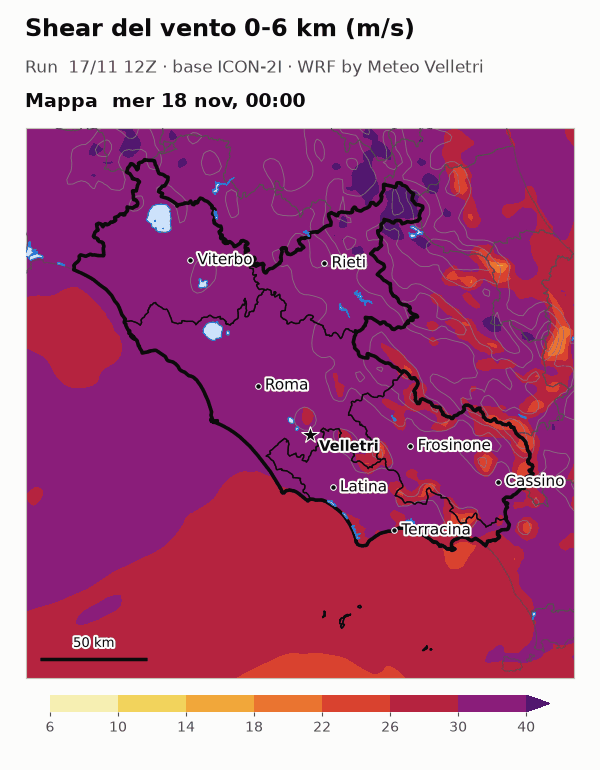 Shear del vento 0-6 km (m/s)
Run  17/11 12Z · base ICON-2I · WRF by Meteo Velletri
Mappa  mer 18 nov, 00:00
Viterbo
Rieti
Roma
Velletri
Frosinone
Latina
Cassino
Terracina
50 km
6 10 14 18 22 26 30 40